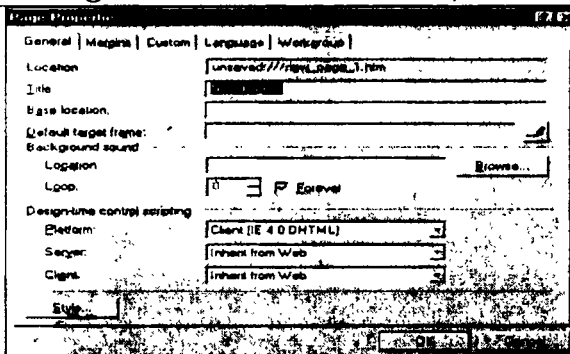 Page Properties
General Margins Custom Language Workgroup
Location unsaved:///new_page_1.htm
Title
Base location:
Default target frame:
Background sound
Location Browse...
Loop: 0 Forever
Design-time control scripting
Platform: Client (IE 4.0 DHTML)
Server: Inherit from Web
Client: Inherit from Web
Style...
OK